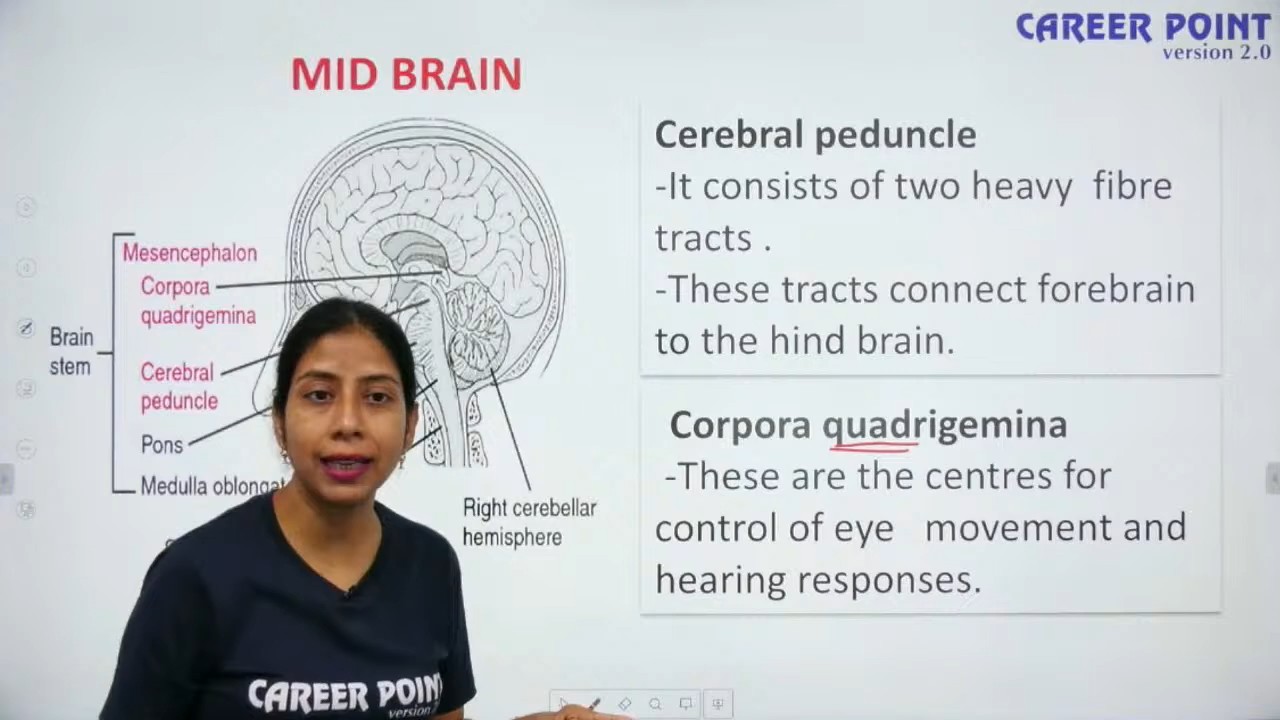 CAREER POINT
version 2.0
MID BRAIN
Mesencephalon
Corpora
quadrigemina
Brain
stem
Cerebral
peduncle
Pons
Medulla
Right cerebellar
hemisphere
Cerebral peduncle
-It consists of two heavy fibre
tracts .
-These tracts connect forebrain
to the hind brain.
Corpora quadrigemina
-These are the centres for
control of eye movement and
hearing responses.
CAREER POINT
version